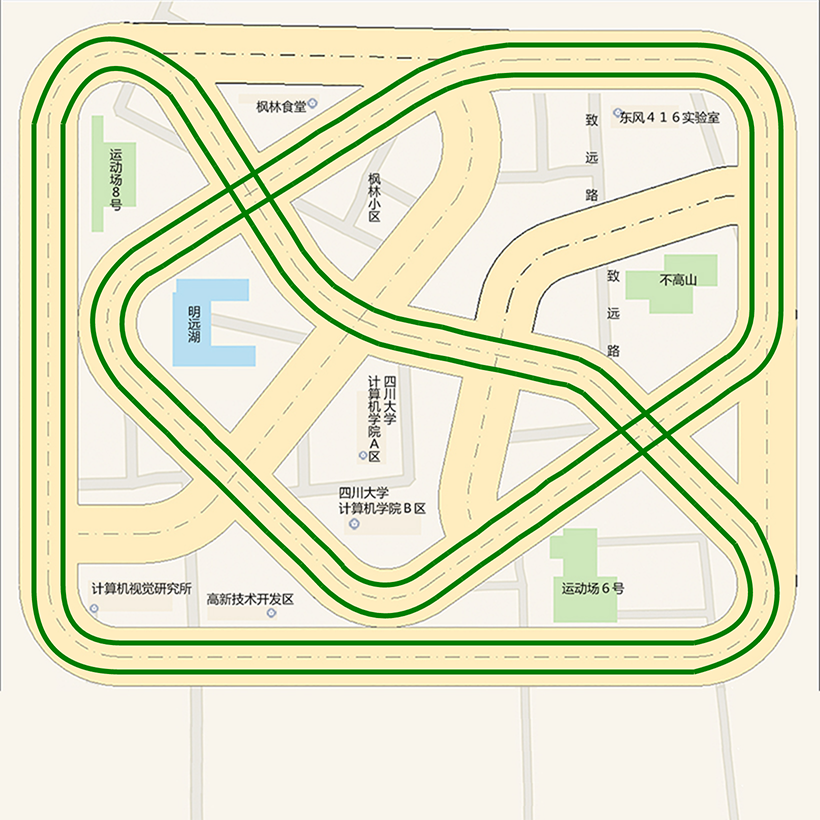 枫林食堂
东风416实验室
致远路
运动场8号
枫林小区
不高山
致远路
明远湖
四川大学
计算机学院A区
四川大学
计算机学院B区
计算机视觉研究所
高新技术开发区
运动场6号